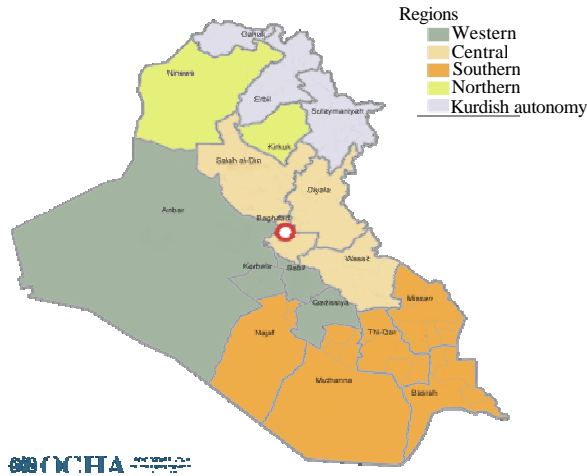 Regions
Western
Central
Southern
Northern
Kurdish autonomy
Ninewa
Erbil
Sulaymaniyah
Kirkuk
Salah al-Din
Diyala
Anbar
Baghdad
Wassit
Kerbala
Babil
Qadissiya
Missan
Najaf
Thi-Qar
Muthanna
Basrah
OCHA